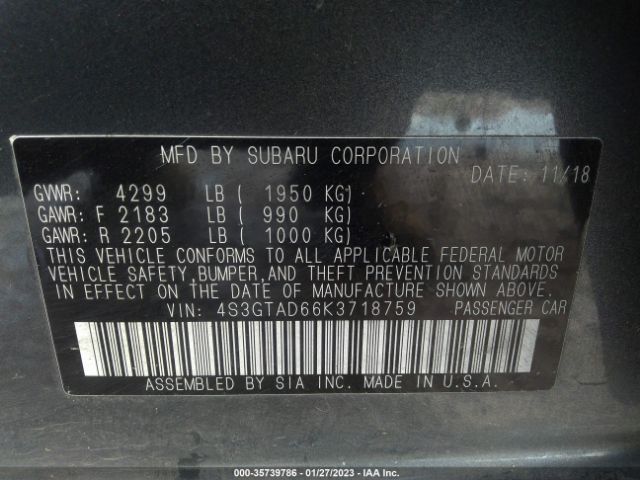 MFD BY SUBARU CORPORATION
DATE: 11/18
GVWR: 4299 LB ( 1950 KG)
GAWR: F 2183 LB ( 990 KG)
GAWR: R 2205 LB ( 1000 KG)
THIS VEHICLE CONFORMS TO ALL APPLICABLE FEDERAL MOTOR
VEHICLE SAFETY,BUMPER,AND THEFT PREVENTION STANDARDS
IN EFFECT ON THE DATE OF MANUFACTURE SHOWN ABOVE.
VIN: 4S3GTAD66K3718759 PASSENGER CAR
ASSEMBLED BY SIA INC. MADE IN U.S.A.
000-35739786 - 01/27/2023 - IAA Inc.